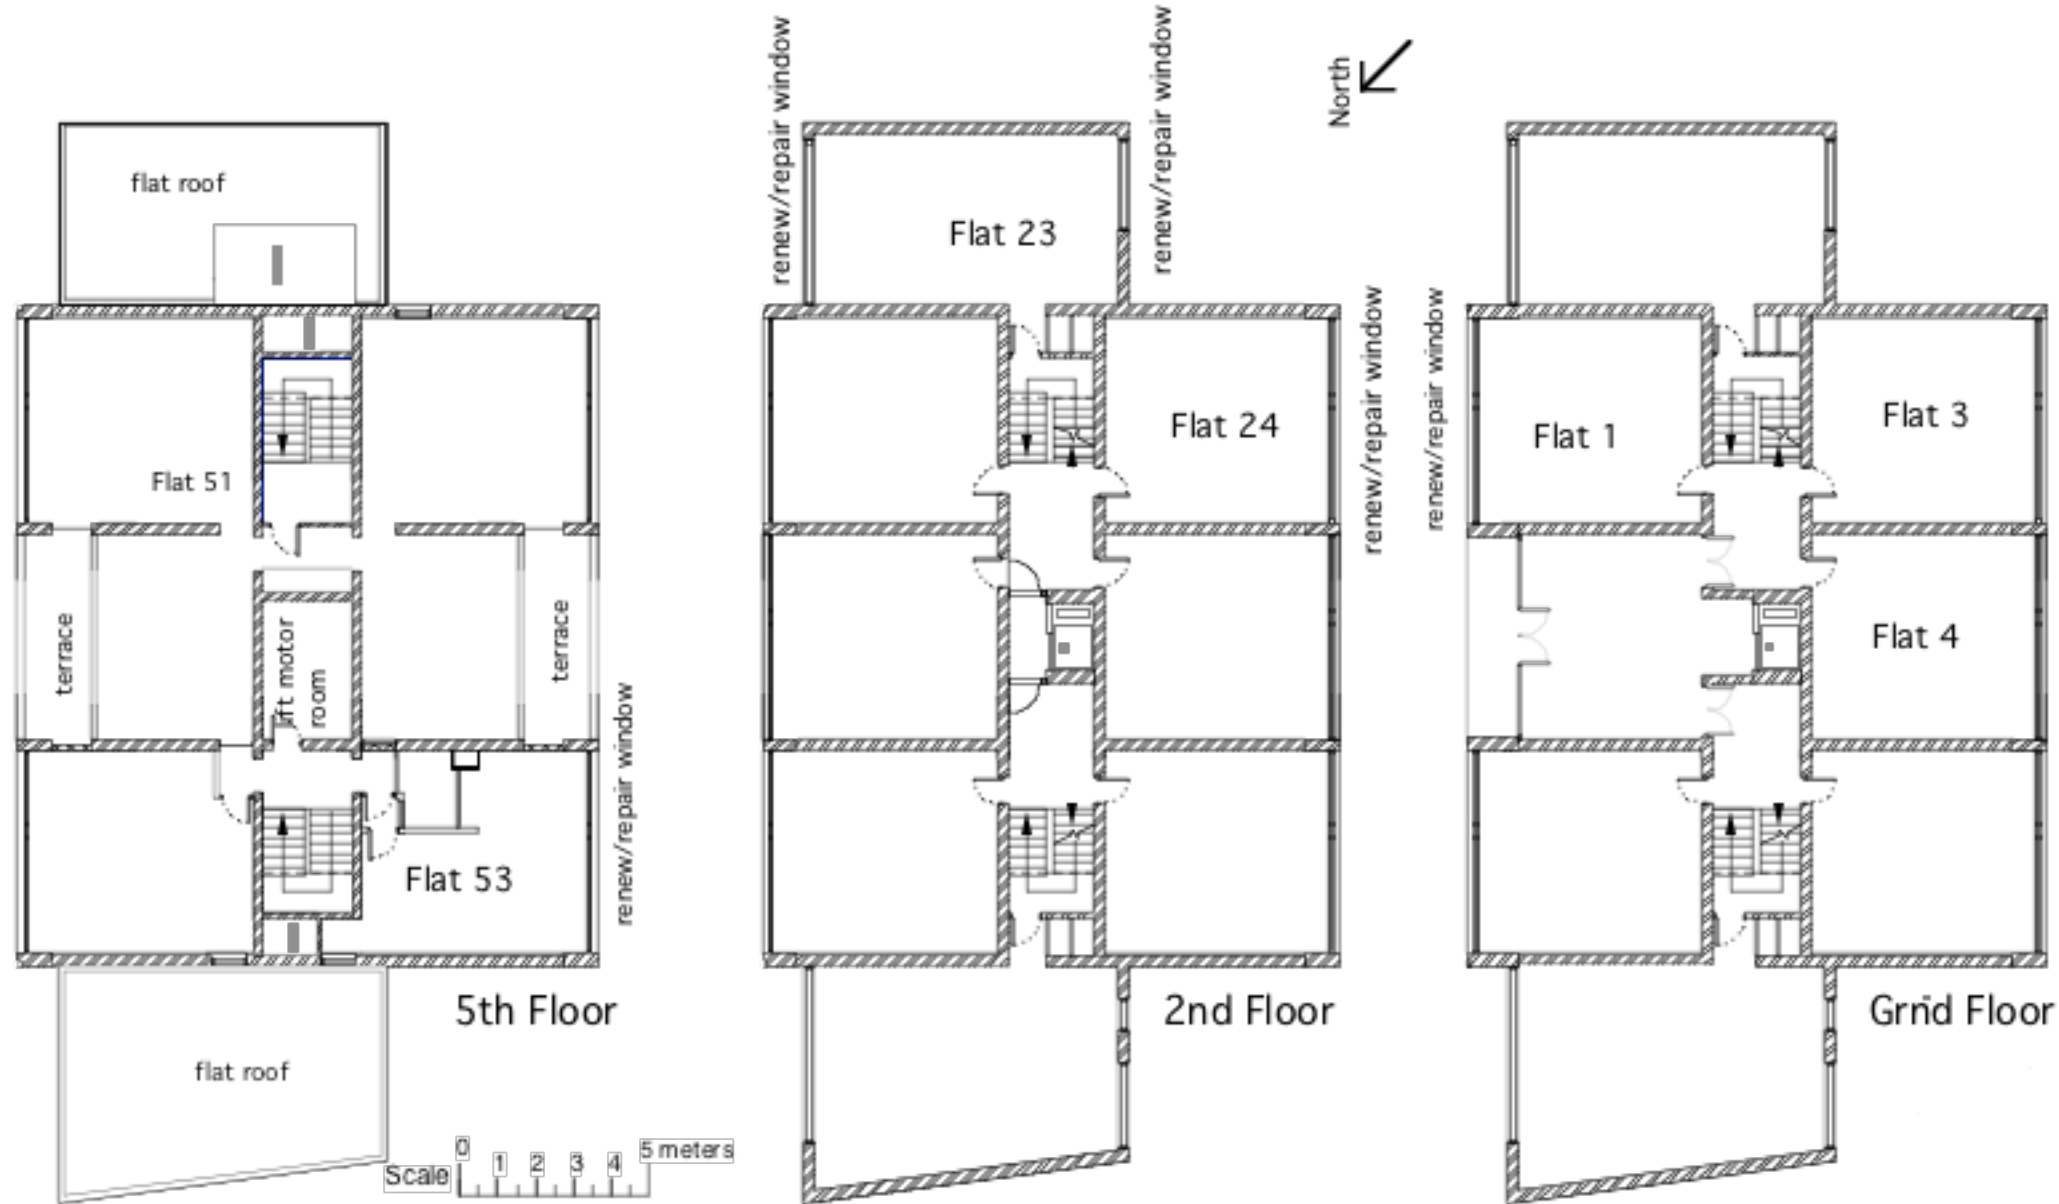 renew/repair window
renew/repair window
North
flat roof
Flat 23
Flat 51
Flat 24
renew/repair window
renew/repair window
Flat 1
Flat 3
terrace
ft motor
room
terrace
renew/repair window
Flat 4
Flat 53
5th Floor
2nd Floor
Grnd Floor
flat roof
Scale
0
1
2
3
4
5 meters